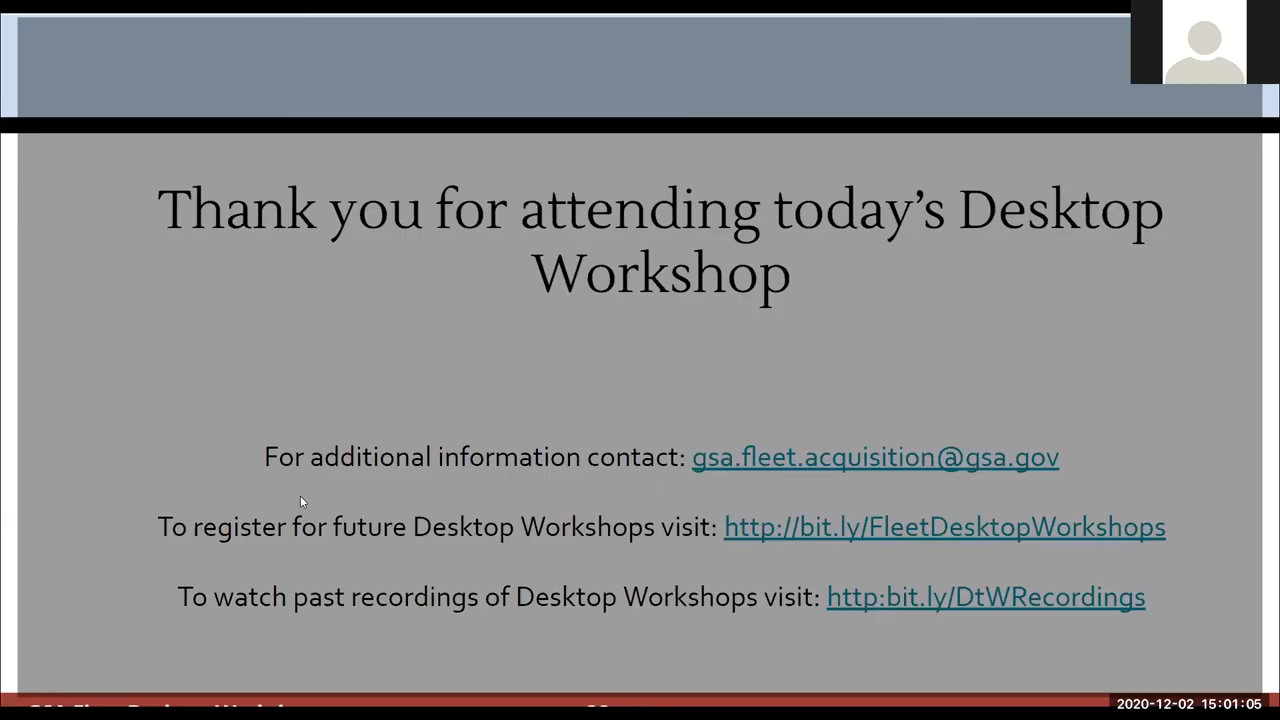 Thank you for attending today’s Desktop
Workshop
For additional information contact: gsa.fleet.acquisition@gsa.gov
To register for future Desktop Workshops visit: http://bit.ly/FleetDesktopWorkshops
To watch past recordings of Desktop Workshops visit: http:bit.ly/DtWRecordings
2020-12-02 15:01:05